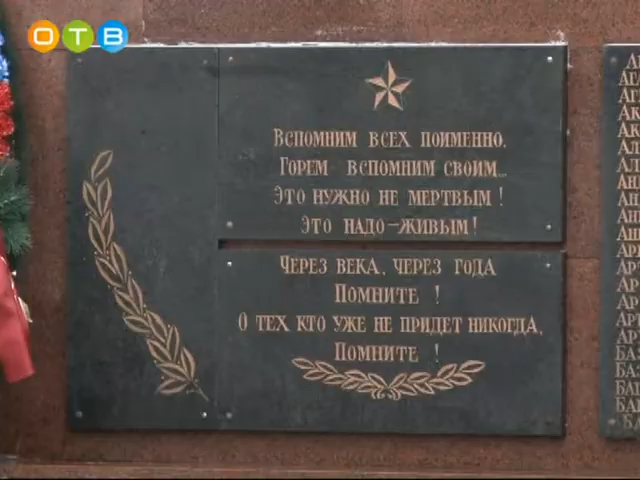 ОТВ
Вспомним всех поименно,
Горем вспомним своим...
Это нужно не мертвым!
Это надо-живым!
Через века, через года
Помните!
О тех кто уже не придет никогда,
Помните!